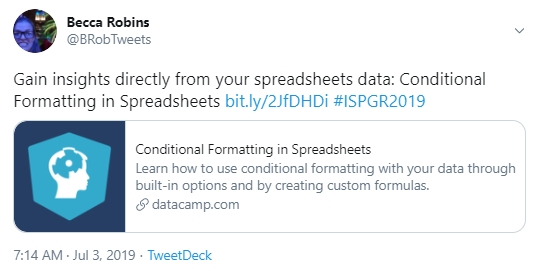 Becca Robins
@BRobTweets
Gain insights directly from your spreadsheets data: Conditional
Formatting in Spreadsheets bit.ly/2JfDHDi #ISPGR2019
Conditional Formatting in Spreadsheets
Learn how to use conditional formatting with your data through
built-in options and by creating custom formulas.
datacamp.com
7:14 AM · Jul 3, 2019 · TweetDeck